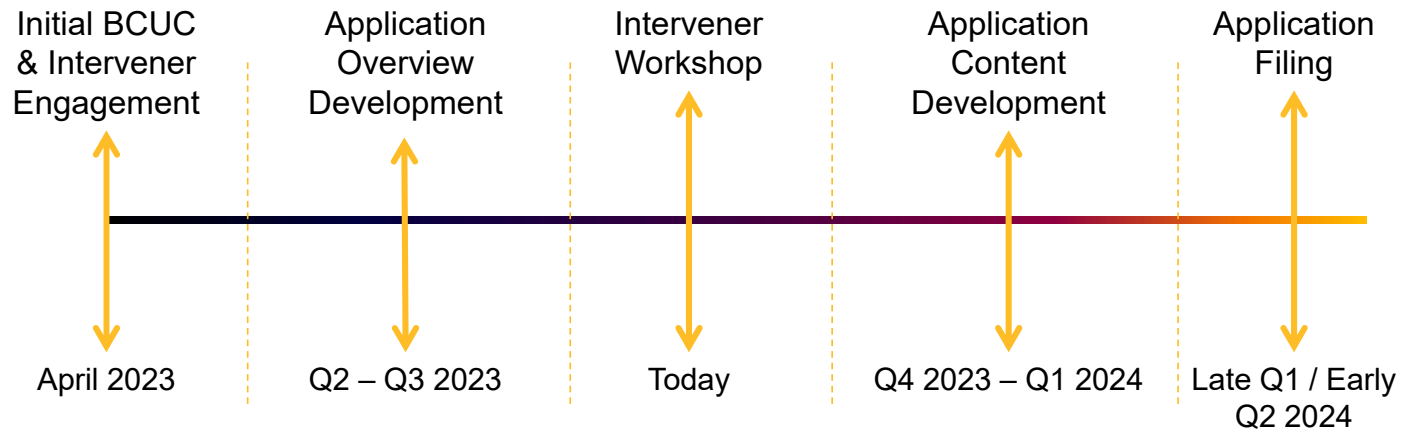 Initial BCUC
& Intervener
Engagement
Application
Overview
Development
Intervener
Workshop
Application
Content
Development
Application
Filing
April 2023
Q2 – Q3 2023
Today
Q4 2023 – Q1 2024
Late Q1 / Early
Q2 2024